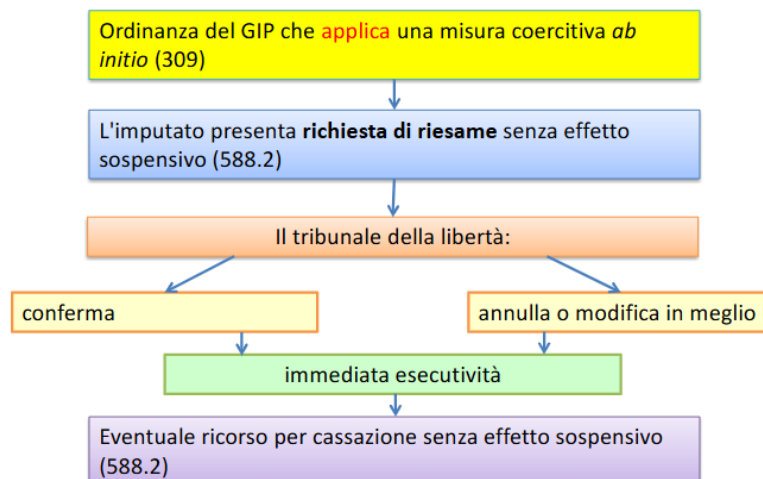 Ordinanza del GIP che applica una misura coercitiva ab
initio (309)
L'imputato presenta richiesta di riesame senza effetto
sospensivo (588.2)
Il tribunale della libertà:
conferma
annulla o modifica in meglio
immediata esecutività
Eventuale ricorso per cassazione senza effetto sospensivo
(588.2)